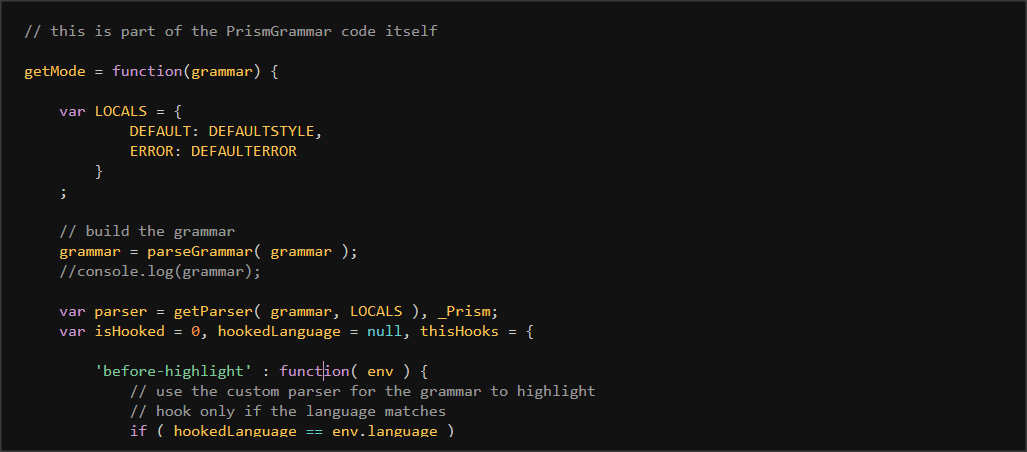 // this is part of the PrismGrammar code itself
getMode = function(grammar) {
var LOCALS = {
DEFAULT: DEFAULTSTYLE,
ERROR: DEFAULTERROR
}
;
// build the grammar
grammar = parseGrammar( grammar );
//console.log(grammar);
var parser = getParser( grammar, LOCALS ), _Prism;
var isHooked = 0, hookedLanguage = null, thisHooks = {
'before-highlight' : function( env ) {
// use the custom parser for the grammar to highlight
// hook only if the language matches
if ( hookedLanguage == env.language )